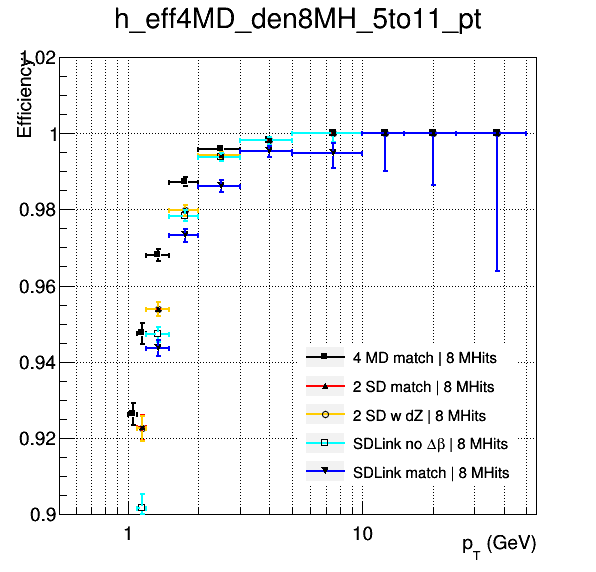 h_eff4MD_den8MH_5to11_pt
Efficiency
1.02
1
0.98
0.96
0.94
0.92
0.9
4 MD match | 8 MHits
2 SD match | 8 MHits
2 SD w dZ | 8 MHits
SDLink no Δβ | 8 MHits
SDLink match | 8 MHits
1
10
p_T (GeV)